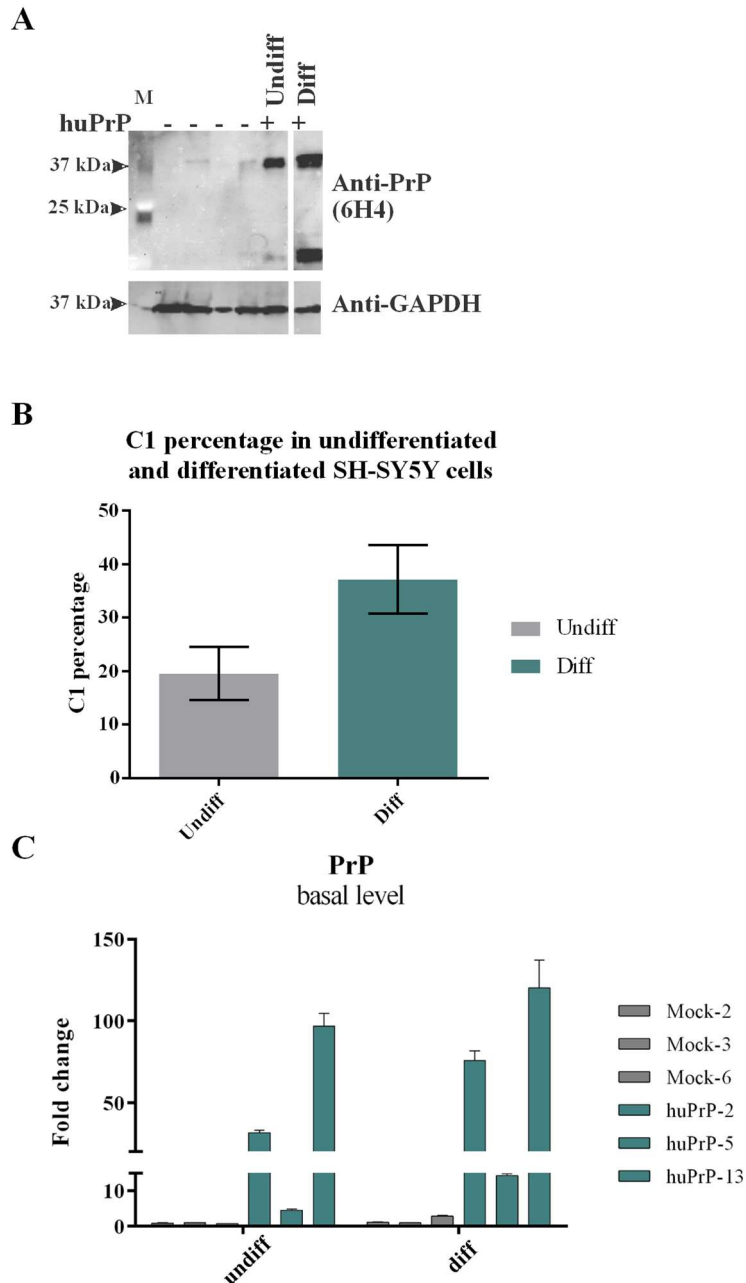 A
M
Undiff
Diff
huPrP - - - - + +
37 kDa
25 kDa
Anti-PrP
(6H4)
37 kDa
Anti-GAPDH
B
C1 percentage in undifferentiated
and differentiated SH-SY5Y cells
C1 percentage
50
40
30
20
10
0
Undiff
Diff
Undiff
Diff
C
PrP
basal level
Fold change
150
100
50
10
0
undiff
diff
Mock-2
Mock-3
Mock-6
huPrP-2
huPrP-5
huPrP-13